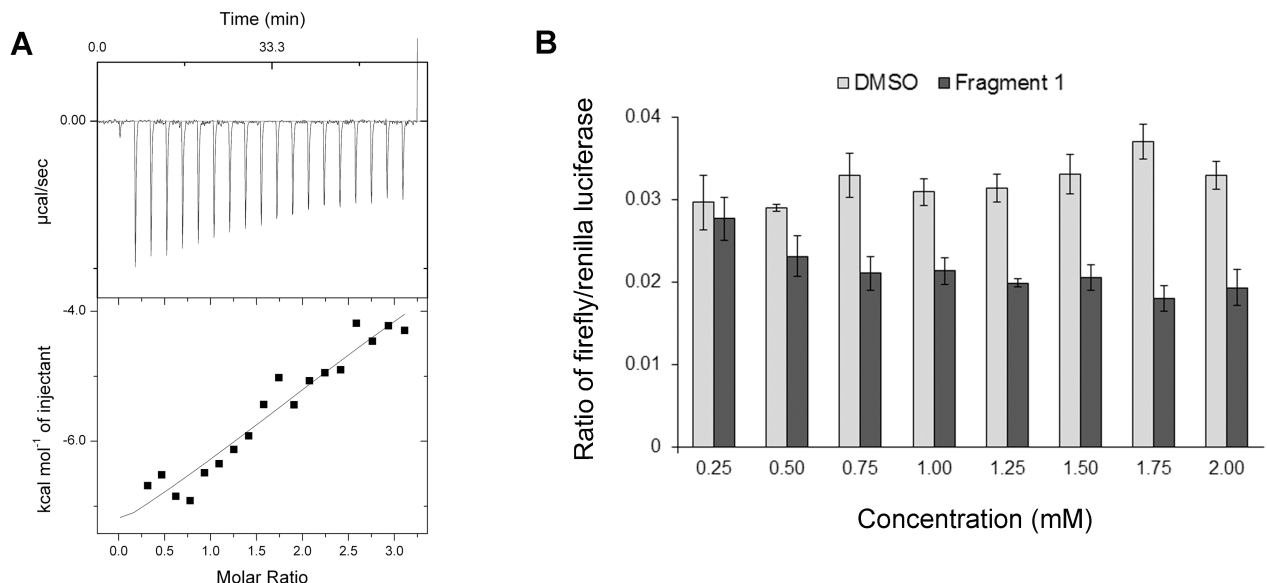 A
Time (min)
0.0 33.3
0.00
µcal/sec
-4.0
-6.0
kcal mol⁻¹ of injectant
0.0 0.5 1.0 1.5 2.0 2.5 3.0
Molar Ratio
B
DMSO Fragment 1
Ratio of firefly/renilla luciferase
0.04
0.03
0.02
0.01
0
0.25 0.50 0.75 1.00 1.25 1.50 1.75 2.00
Concentration (mM)